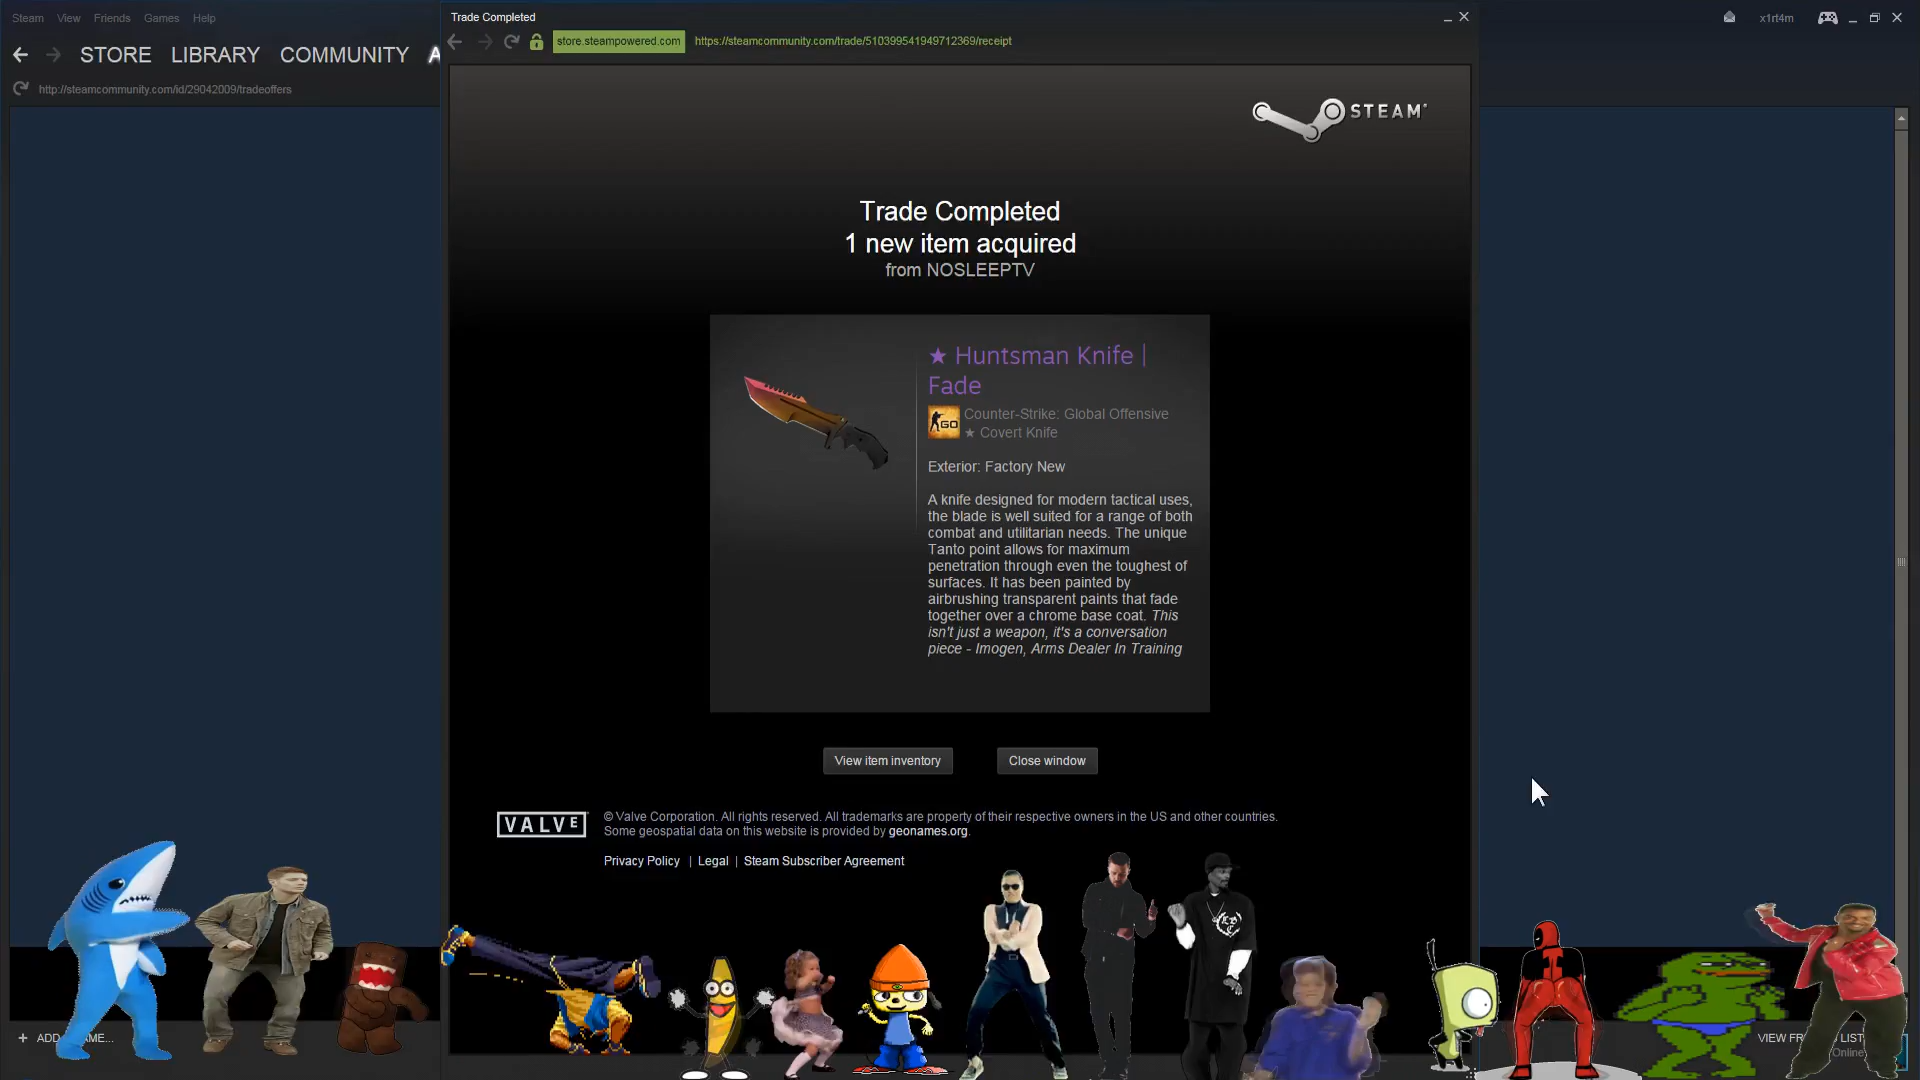 Steam View Friends Games Help
Trade Completed
x1rt4m
STORE LIBRARY COMMUNITY
store.steampowered.com https://steamcommunity.com/trade/510399541949712369/receipt
http://steamcommunity.com/id/29042009/tradeoffers
STEAM®
Trade Completed
1 new item acquired
from NOSLEEPTV
★ Huntsman Knife |
Fade
GO
Counter-Strike: Global Offensive
★ Covert Knife
Exterior: Factory New
A knife designed for modern tactical uses,
the blade is well suited for a range of both
combat and utilitarian needs. The unique
Tanto point allows for maximum
penetration through even the toughest of
surfaces. It has been painted by
airbrushing transparent paints that fade
together over a chrome base coat. This
isn't just a weapon, it's a conversation
piece - Imogen, Arms Dealer In Training
View item inventory
Close window
VALVE
© Valve Corporation. All rights reserved. All trademarks are property of their respective owners in the US and other countries.
Some geospatial data on this website is provided by geonames.org.
Privacy Policy | Legal | Steam Subscriber Agreement
+ ADD
VIEW LIST
Online